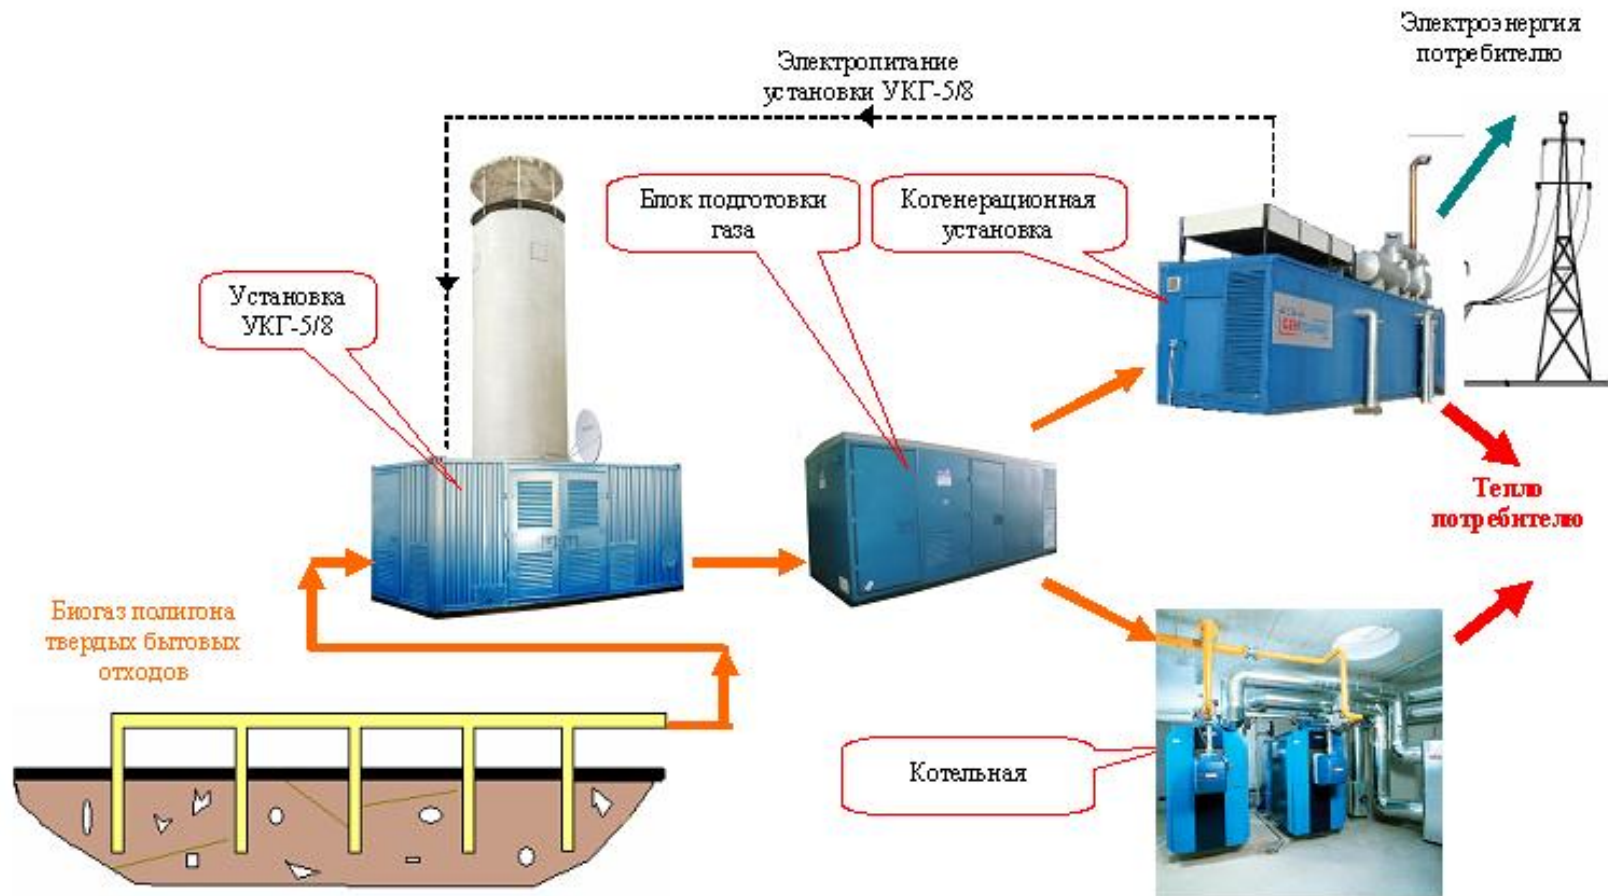 Электроэнергия
потребителю
Электропитание
установки УКГ-5/8
Блок подготовки
газа
Когенерационная
установка
Установка
УКГ-5/8
Тепло
потребителю
Биогаз полигона
твердых бытовых
отходов
Котельная